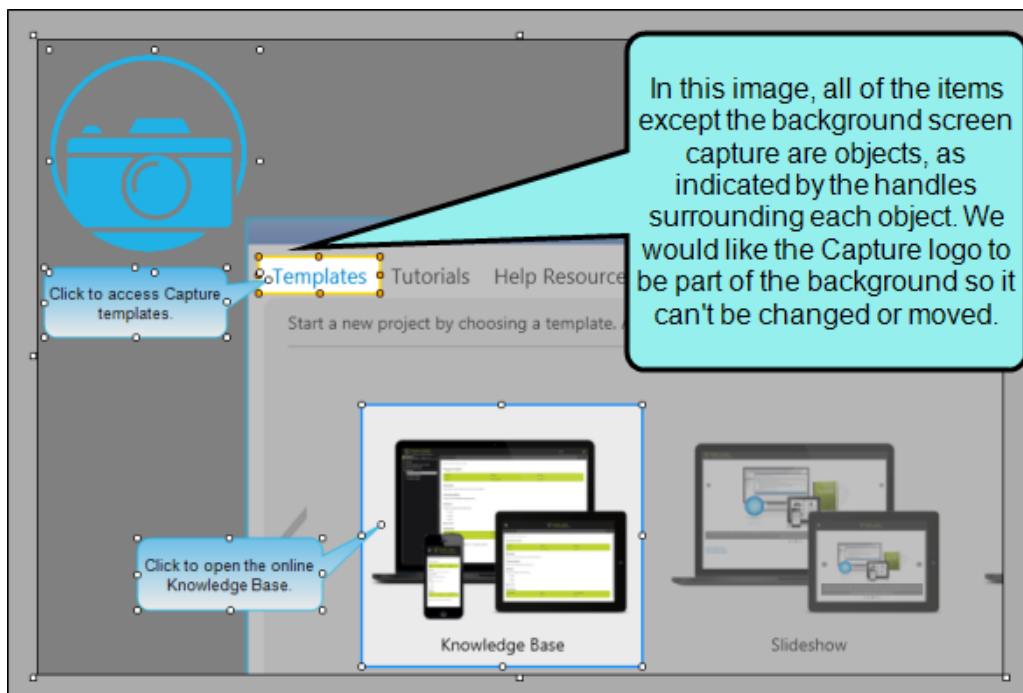 In this image, all of the items
except the background screen
capture are objects, as
indicated by the handles
surrounding each object. We
would like the Capture logo to
be part of the background so it
can't be changed or moved.
Templates Tutorials Help Resource
Click to access Capture
templates.
Start a new project by choosing a template.
Click to open the online
Knowledge Base.
Knowledge Base
Slideshow